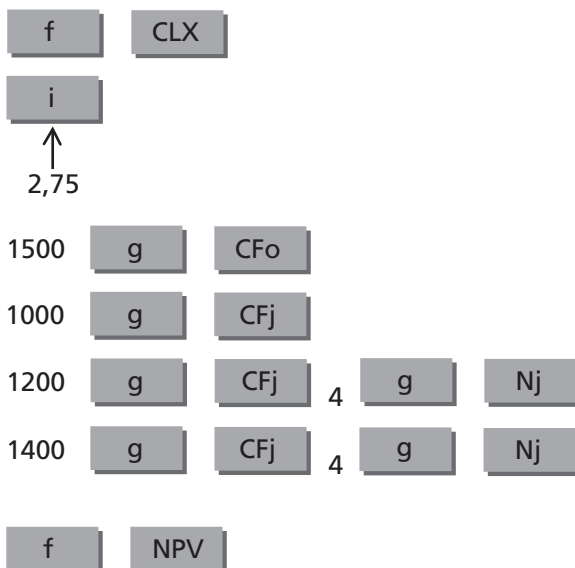 f CLX
i
2,75
1500 g CFo
1000 g CFj
1200 g CFj 4 g Nj
1400 g CFj 4 g Nj
f NPV